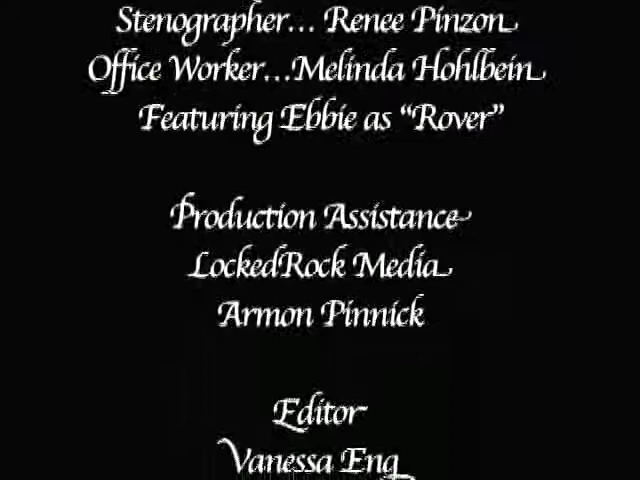 Stenographer... Renee Pinzon
Office Worker...Melinda Hohlbein
Featuring Ebbie as “Rover”
Production Assistance
LockedRock Media
Armon Pinnick
Editor
Vanessa Eng